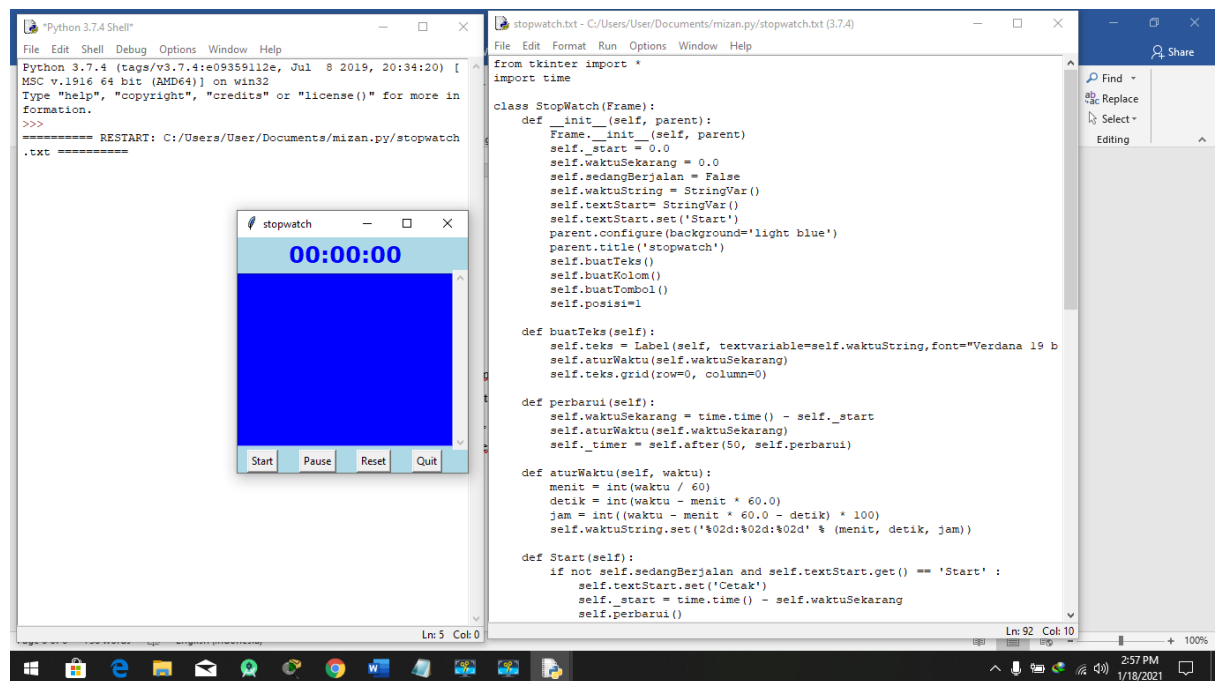 *Python 3.7.4 Shell*
File Edit Shell Debug Options Window Help
Python 3.7.4 (tags/v3.7.4:e09359112e, Jul 8 2019, 20:34:20) [
MSC v.1916 64 bit (AMD64)] on win32
Type "help", "copyright", "credits" or "license()" for more in
formation.
>>>
========== RESTART: C:/Users/User/Documents/mizan.py/stopwatch
.txt ==========
Ln: 5 Col: 0
stopwatch
00:00:00
Start Pause Reset Quit
stopwatch.txt - C:/Users/User/Documents/mizan.py/stopwatch.txt (3.7.4)
File Edit Format Run Options Window Help
from tkinter import *
import time
class StopWatch(Frame):
    def __init__(self, parent):
        Frame.__init__(self, parent)
        self._start = 0.0
        self.waktuSekarang = 0.0
        self.sedangBerjalan = False
        self.waktuString = StringVar()
        self.textStart= StringVar()
        self.textStart.set('Start')
        parent.configure(background='light blue')
        parent.title('stopwatch')
        self.buatTeks()
        self.buatKolom()
        self.buatTombol()
        self.posisi=1
    def buatTeks(self):
        self.teks = Label(self, textvariable=self.waktuString,font="Verdana 19 b
        self.aturWaktu(self.waktuSekarang)
        self.teks.grid(row=0, column=0)
    def perbarui(self):
        self.waktuSekarang = time.time() - self._start
        self.aturWaktu(self.waktuSekarang)
        self._timer = self.after(50, self.perbarui)
    def aturWaktu(self, waktu):
        menit = int(waktu / 60)
        detik = int(waktu - menit * 60.0)
        jam = int((waktu - menit * 60.0 - detik) * 100)
        self.waktuString.set('%02d:%02d:%02d' % (menit, detik, jam))
    def Start(self):
        if not self.sedangBerjalan and self.textStart.get() == 'Start' :
            self.textStart.set('Cetak')
            self._start = time.time() - self.waktuSekarang
            self.perbarui()
Ln: 92 Col: 10
Share
Find
Replace
Select
Editing
100%
2:57 PM
1/18/2021